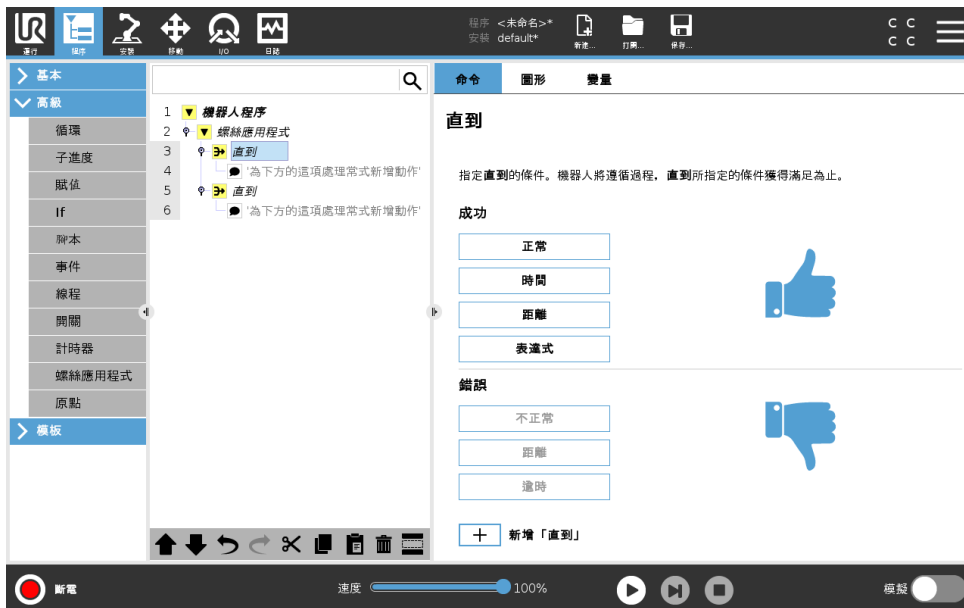 程序 <未命名>*
安裝 default*
C C
C C
運行
程序
安裝
移動
I/O
日誌
新建...
打開...
保存...
基本
高級
循環
子進度
賦值
If
腳本
事件
線程
開關
計時器
螺絲應用程式
原點
模板
1 機器人程序
2 螺絲應用程式
3 直到
4 '為下方的這項處理常式新增動作'
5 直到
6 '為下方的這項處理常式新增動作'
命令 圖形 變量
直到
指定直到的條件。機器人將遵循過程，直到所指定的條件獲得滿足為止。
成功
正常
時間
距離
表達式
錯誤
不正常
距離
逾時
新增「直到」
斷電
速度 100%
模擬